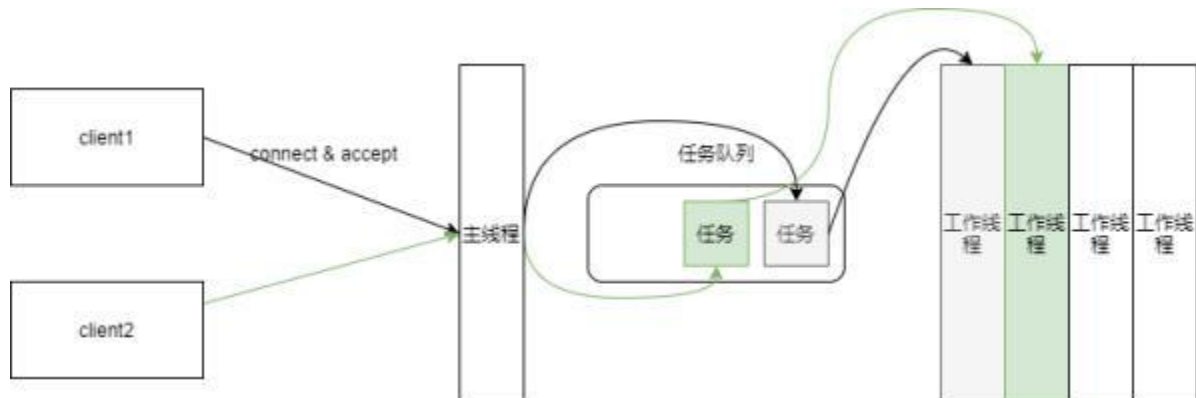 client1
connect & accept
任务队列
主线程
任务
任务
工作线
程
工作线
程
工作线
程
工作线
程
client2